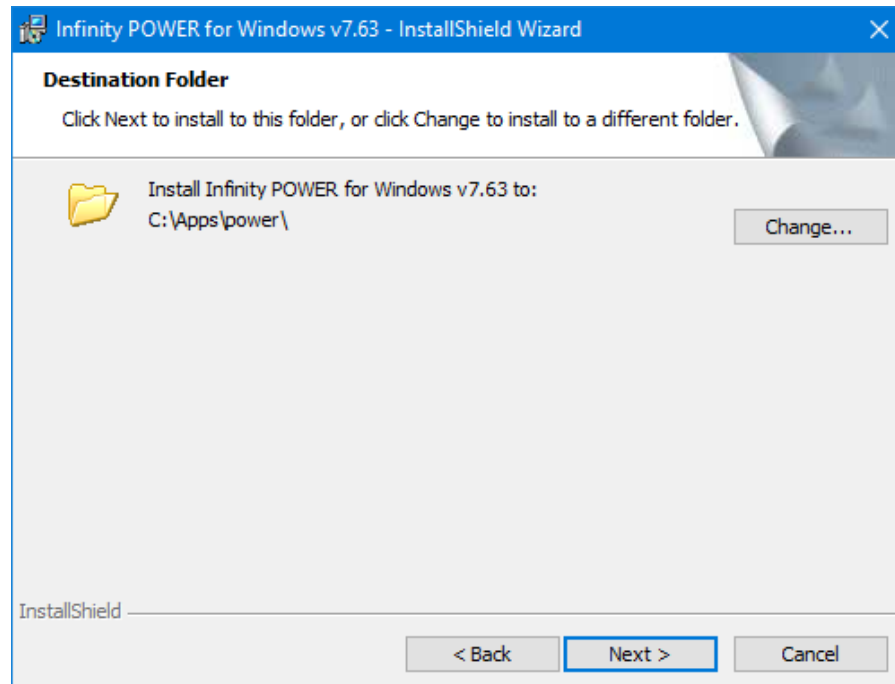 Infinity POWER for Windows v7.63 - InstallShield Wizard
Destination Folder
Click Next to install to this folder, or click Change to install to a different folder.
Install Infinity POWER for Windows v7.63 to:
C:\Apps\power\
Change...
InstallShield
< Back
Next >
Cancel